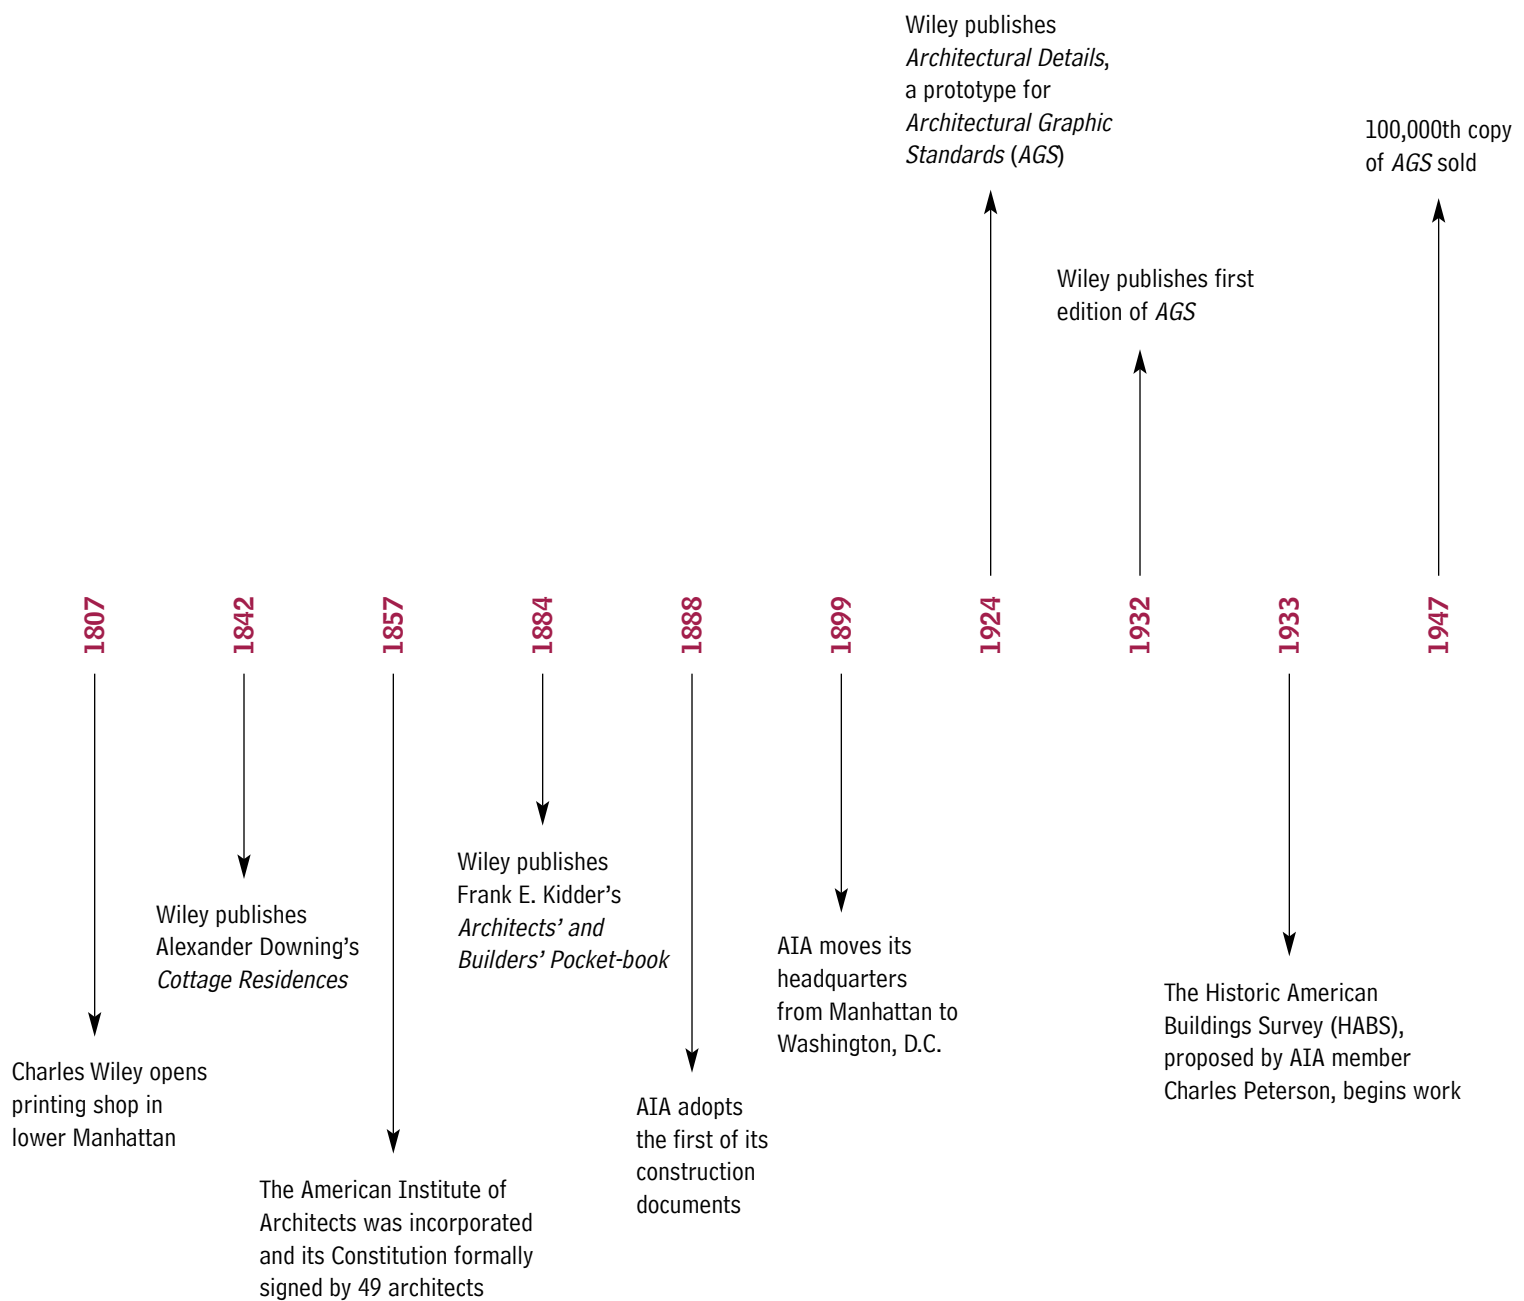 Wiley publishes
Architectural Details,
a prototype for
Architectural Graphic
Standards (AGS)
100,000th copy
of AGS sold
Wiley publishes first
edition of AGS
1807
1842
1857
1884
1888
1899
1924
1932
1933
1947
Wiley publishes
Frank E. Kidder’s
Architects’ and
Builders’ Pocket-book
Wiley publishes
Alexander Downing’s
Cottage Residences
AIA moves its
headquarters
from Manhattan to
Washington, D.C.
The Historic American
Buildings Survey (HABS),
proposed by AIA member
Charles Peterson, begins work
Charles Wiley opens
printing shop in
lower Manhattan
AIA adopts
the first of its
construction
documents
The American Institute of
Architects was incorporated
and its Constitution formally
signed by 49 architects